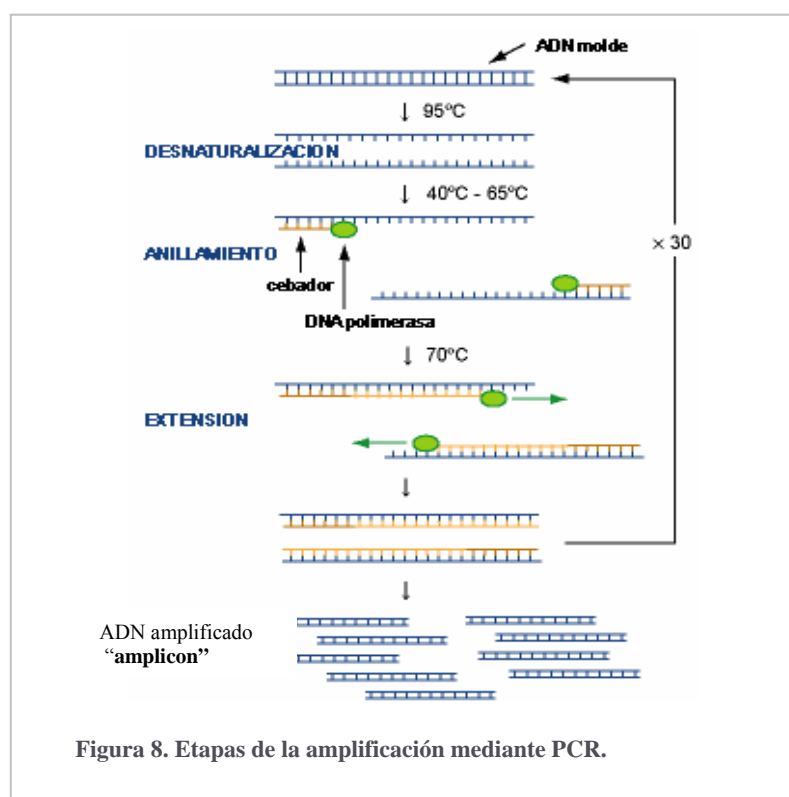 ADN molde
↓ 95ºC
DESNATURALIZACION
↓ 40ºC - 65ºC
ANILLAMIENTO
cebador
DNA polimerasa
× 30
↓ 70ºC
EXTENSION
↓
↓
ADN amplificado
“amplicon”
Figura 8. Etapas de la amplificación mediante PCR.